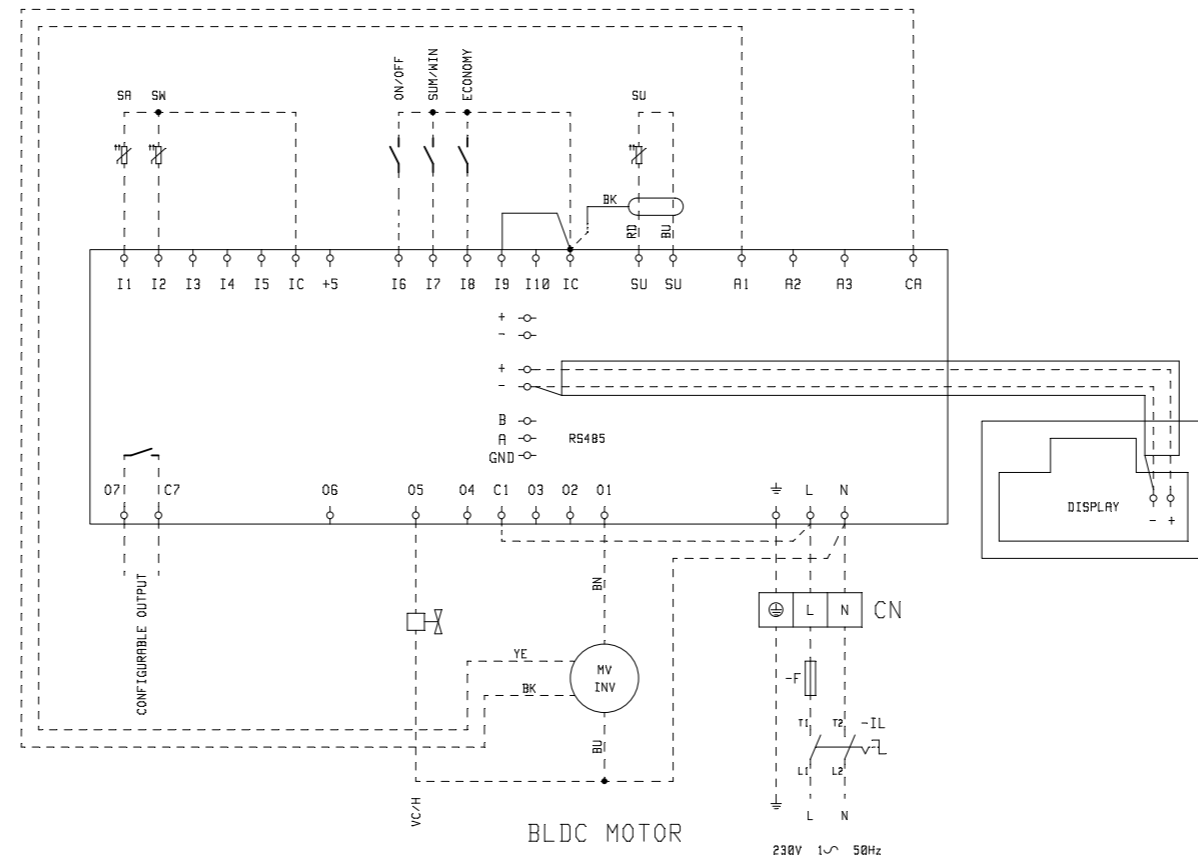 ON/OFF
SUM/WIN
ECONOMY
SA SW SU
BK
RD BU
I1 I2 I3 I4 I5 IC +5 I6 I7 I8 I9 I10 IC SU SU A1 A2 A3 CA
+
-
+
-
B
A RS485
GND
O7 C7 O6 O5 O4 C1 O3 O2 O1 L N
DISPLAY
- +
CONFIGURABLE OUTPUT
BN
L N CN
YE
BK
MV
INV
-F
T1 T2 -IL
BU
L1 L2
VC/H
L N
BLDC MOTOR
230V 1 50Hz